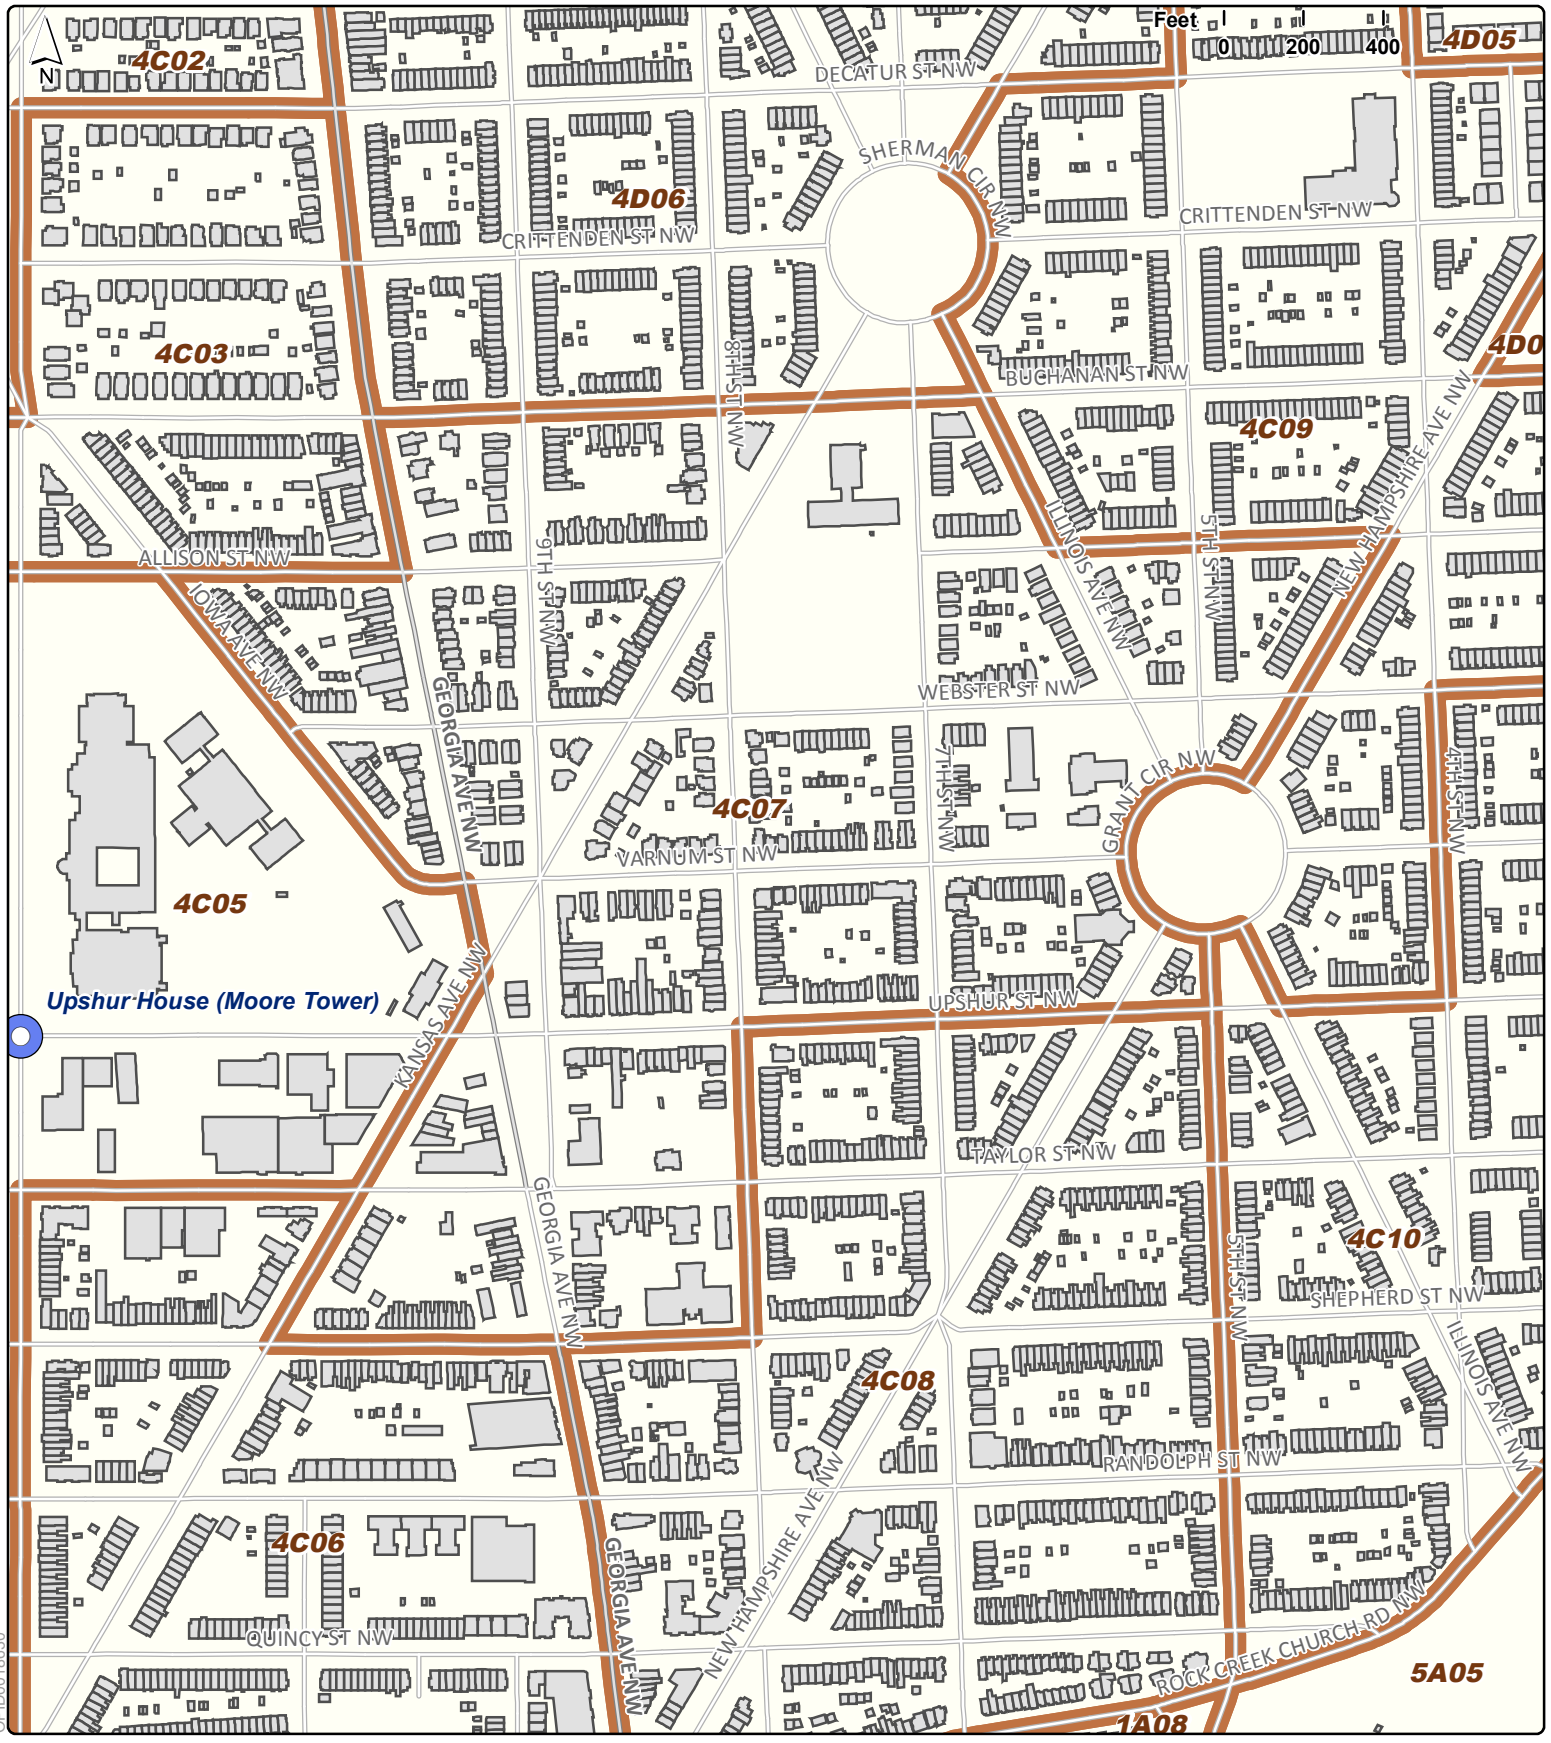 Feet
0 200 400
N
4C02
4D05
DECATUR ST NW
SHERMAN CIR NW
4D06
CRITTENDEN ST NW
CRITTENDEN ST NW
4C03
8TH ST NW
BUCHANAN ST NW
4D0
4C09
NEW HAMPSHIRE AVE NW
ALLISON ST NW
IOWA AVE NW
9TH ST NW
ILLINOIS AVE NW
5TH ST NW
WEBSTER ST NW
GEORGIA AVE NW
4C07
7TH ST NW
GRANT CIR NW
4TH ST NW
VARNUM ST NW
4C05
Upshur House (Moore Tower)
KANSAS AVE NW
UPSHUR ST NW
TAYLOR ST NW
GEORGIA AVE NW
5TH ST NW
4C10
SHEPHERD ST NW
ILLINOIS AVE NW
4C08
RANDOLPH ST NW
4C06
GEORGIA AVE NW
NEW HAMPSHIRE AVE NW
QUINCY ST NW
ROCK CREEK CHURCH RD NW
5A05
1A08